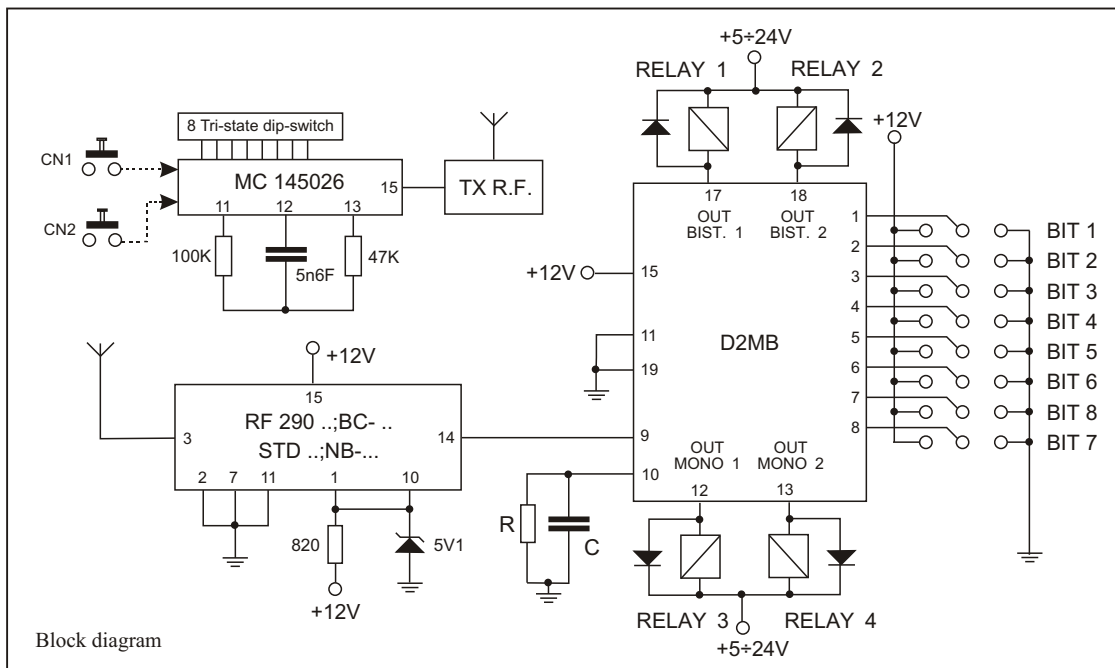 +5÷24V
RELAY 1
RELAY 2
+12V
8 Tri-state dip-switch
CN1
MC 145026
15
TX R.F.
CN2
11
12
13
100K
5n6F
47K
17
18
OUT
BIST. 1
OUT
BIST. 2
+12V
15
11
19
D2MB
1
2
3
4
5
6
7
8
BIT 1
BIT 2
BIT 3
BIT 4
BIT 5
BIT 6
BIT 8
BIT 7
+12V
15
RF 290 ..;BC- ..
STD ..;NB-...
3
14
2
7
11
1
10
820
5V1
+12V
9
10
OUT
MONO 1
OUT
MONO 2
12
13
R
C
RELAY 3
RELAY 4
+5÷24V
Block diagram